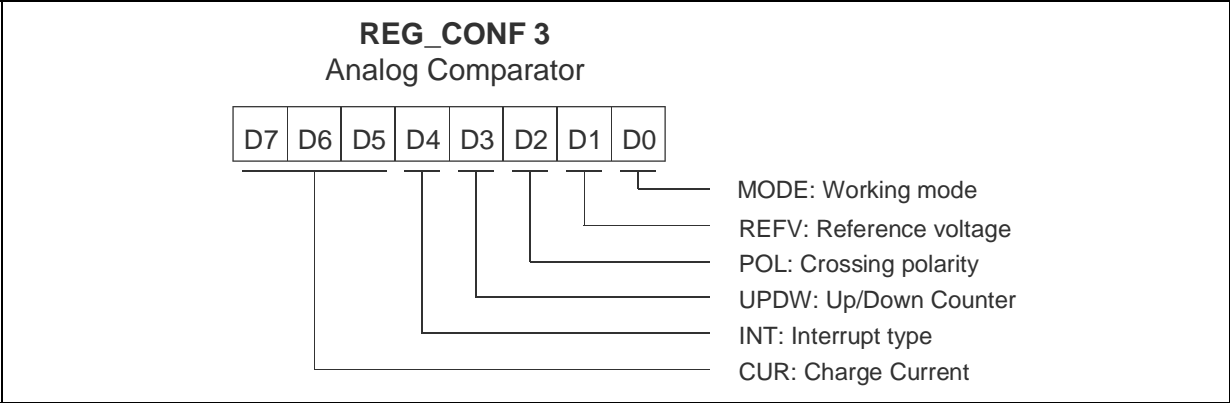 REG_CONF 3
Analog Comparator
D7 D6 D5 D4 D3 D2 D1 D0
MODE: Working mode
REFV: Reference voltage
POL: Crossing polarity
UPDW: Up/Down Counter
INT: Interrupt type
CUR: Charge Current